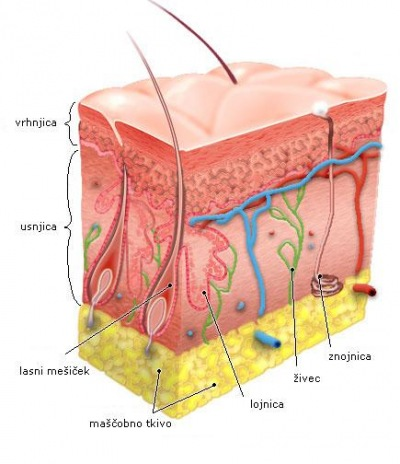 vrhnjica
usnjica
lasni mešiček
maščobno tkivo
lojnica
živec
znojnica